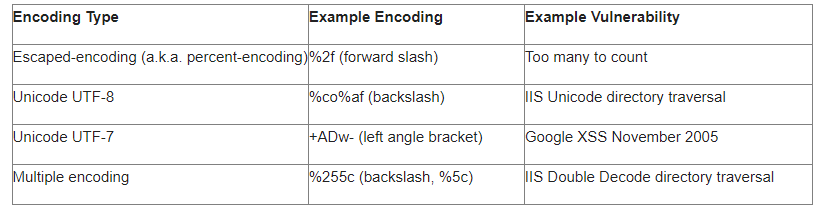 Encoding Type Example Encoding Example Vulnerability
Escaped-encoding (a.k.a. percent-encoding) %2f (forward slash) Too many to count
Unicode UTF-8 %co%af (backslash) IIS Unicode directory traversal
Unicode UTF-7 +ADw- (left angle bracket) Google XSS November 2005
Multiple encoding %255c (backslash, %5c) IIS Double Decode directory traversal